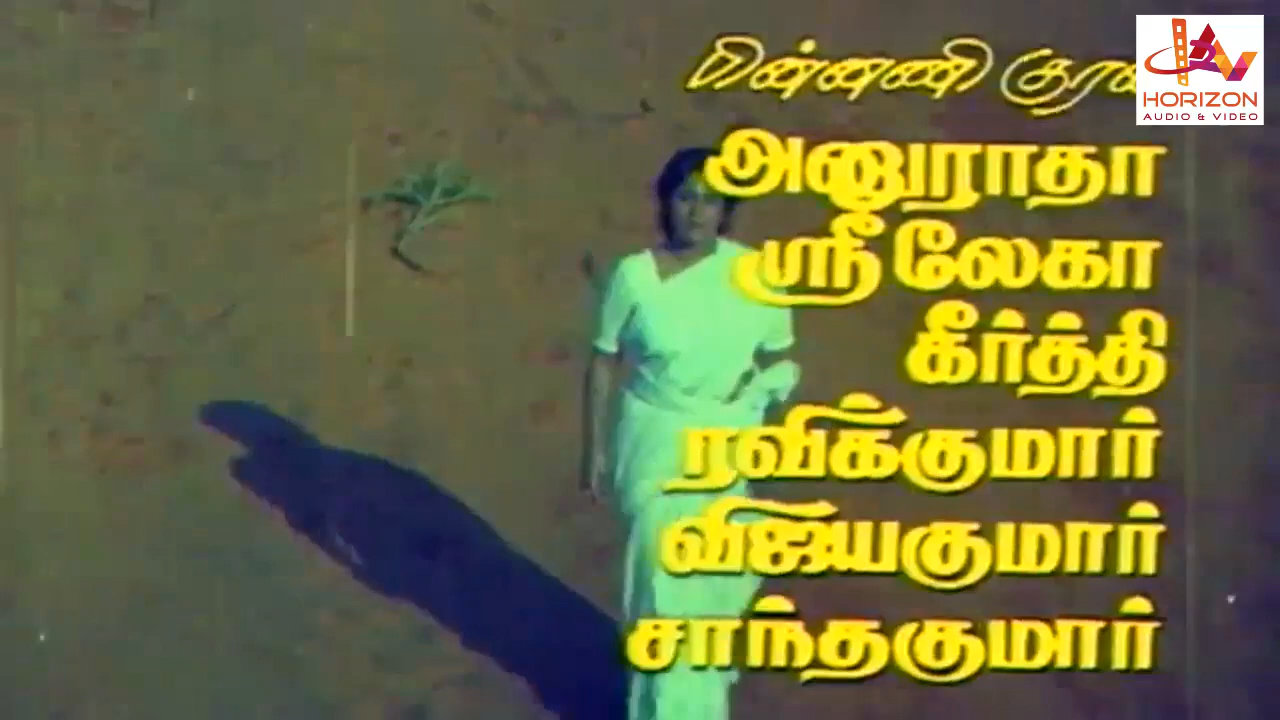 பின்னணி
HORIZON
AUDIO & VIDEO
அனுராதா
ஸ்ரீலேகா
கீர்த்தி
ரவிக்குமார்
விஜயகுமார்
சாந்தகுமார்